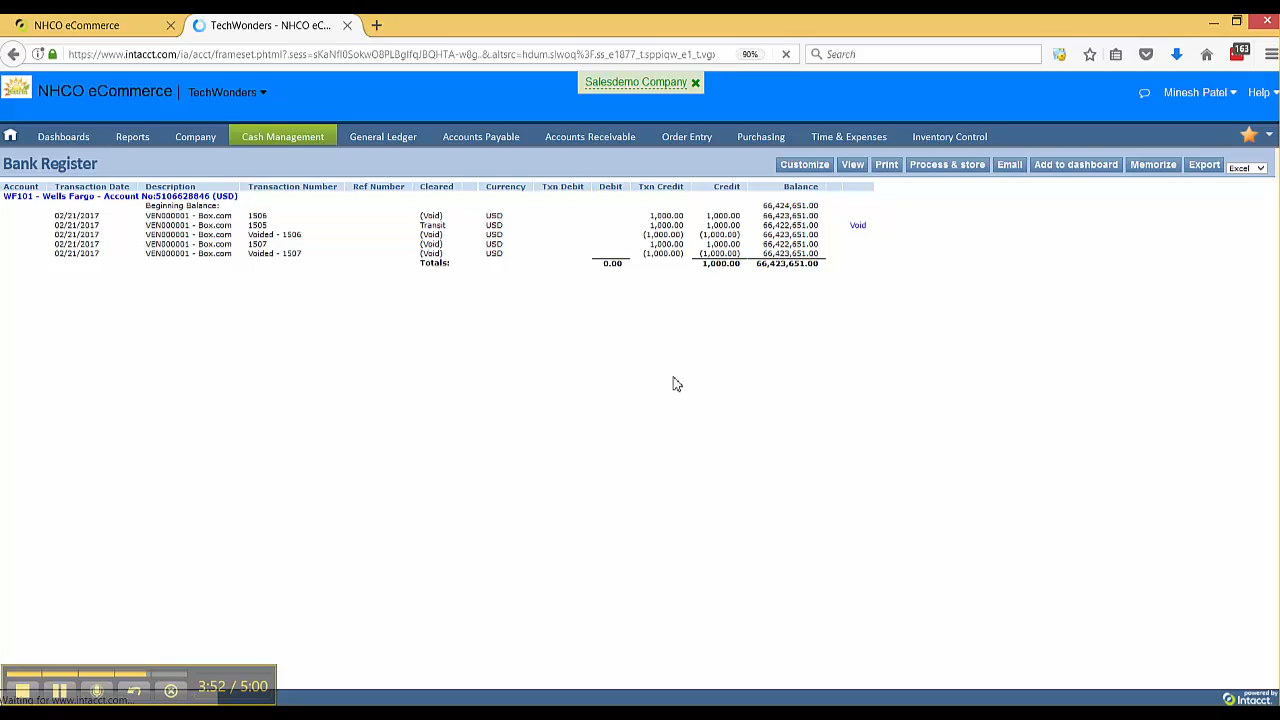 NHCO eCommerce
TechWonders - NHCO eC...
https://www.intacct.com/ia/acct/frameset.phtml?.sess=
90%
Search
163
NHCO eCommerce | TechWonders
Salesdemo Company
Minesh Patel Help
Dashboards Reports Company Cash Management General Ledger Accounts Payable Accounts Receivable Order Entry Purchasing Time & Expenses Inventory Control
Bank Register
Customize View Print Process & store Email Add to dashboard Memorize Export Excel
Account Transaction Date Description Transaction Number Ref Number Cleared Currency Txn Debit Debit Txn Credit Credit Balance
WF101 - Wells Fargo - Account No:5106628846 (USD)
Beginning Balance: 66,424,651.00
02/21/2017 VEN000001 - Box.com 1506 (Void) USD 1,000.00 1,000.00 66,423,651.00
02/21/2017 VEN000001 - Box.com 1505 Transit USD 1,000.00 1,000.00 66,422,651.00 Void
02/21/2017 VEN000001 - Box.com Voided - 1506 (Void) USD (1,000.00) (1,000.00) 66,423,651.00
02/21/2017 VEN000001 - Box.com 1507 (Void) USD 1,000.00 1,000.00 66,422,651.00
02/21/2017 VEN000001 - Box.com Voided - 1507 (Void) USD (1,000.00) (1,000.00) 66,423,651.00
Totals: 0.00 1,000.00 66,423,651.00
3:52 / 5:00
Waiting for www.intacct.com...
powered by
Intacct.